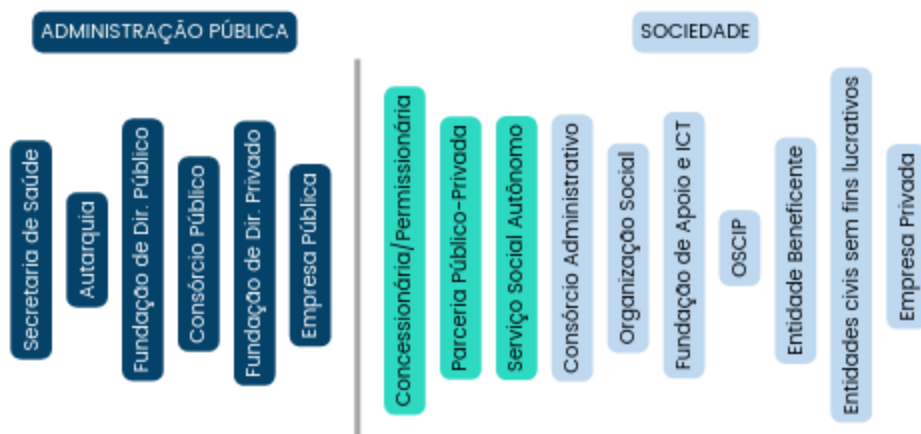 ADMINISTRAÇÃO PÚBLICA
SOCIEDADE
Secretaria de Saúde
Autarquia
Fundação de Dir. Público
Consórcio Público
Fundação de Dir. Privado
Empresa Pública
Concessionária/Permissionária
Parceria Público-Privada
Serviço Social Autônomo
Consórcio Administrativo
Organização Social
Fundação de Apoio e ICT
OSCIP
Entidade Beneficente
Entidades civis sem fins lucrativos
Empresa Privada